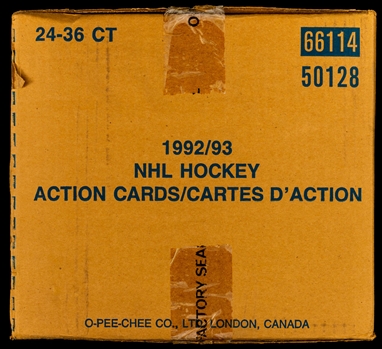 24-36 CT
66114
50128
1992/93
NHL HOCKEY
ACTION CARDS/CARTES D'ACTION
FACTORY SEA
O-PEE-CHEE CO., LTD. LONDON, CANADA